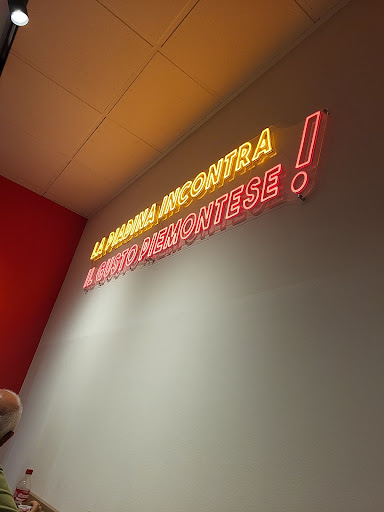 LA PIADINA INCONTRA
IL GUSTO PIEMONTESE!